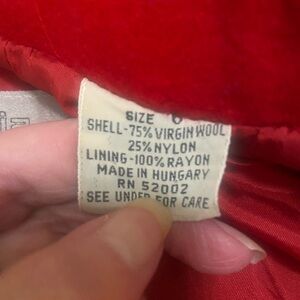 SIZE 6
SHELL-75% VIRGIN WOOL
25% NYLON
LINING-100% RAYON
MADE IN HUNGARY
RN 52002
SEE UNDER FOR CARE